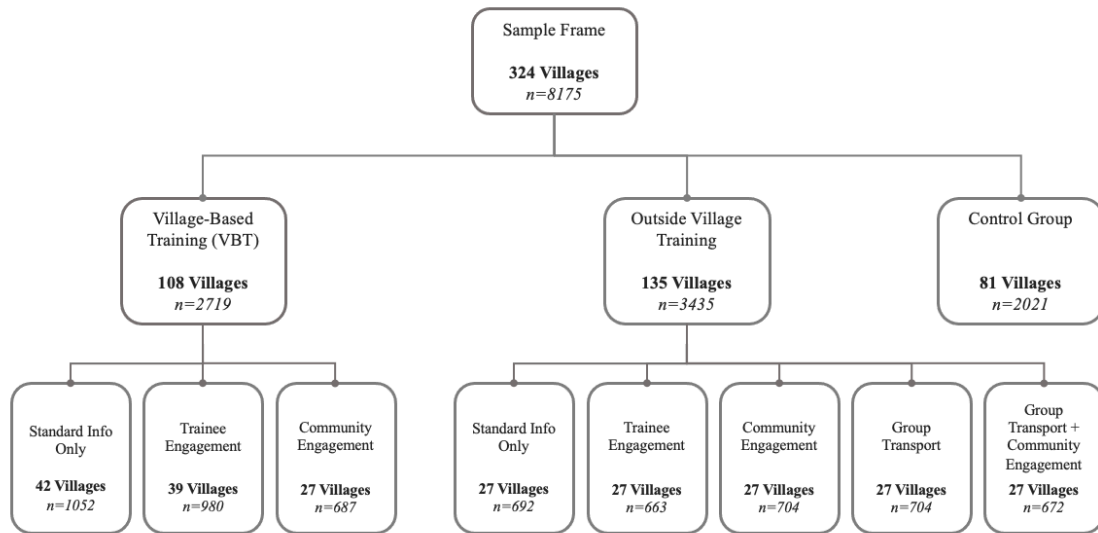 Sample Frame
324 Villages
n=8175
Village-Based
Training (VBT)
108 Villages
n=2719
Outside Village
Training
135 Villages
n=3435
Control Group
81 Villages
n=2021
Standard Info
Only
42 Villages
n=1052
Trainee
Engagement
39 Villages
n=980
Community
Engagement
27 Villages
n=687
Standard Info
Only
27 Villages
n=692
Trainee
Engagement
27 Villages
n=663
Community
Engagement
27 Villages
n=704
Group
Transport
27 Villages
n=704
Group
Transport +
Community
Engagement
27 Villages
n=672